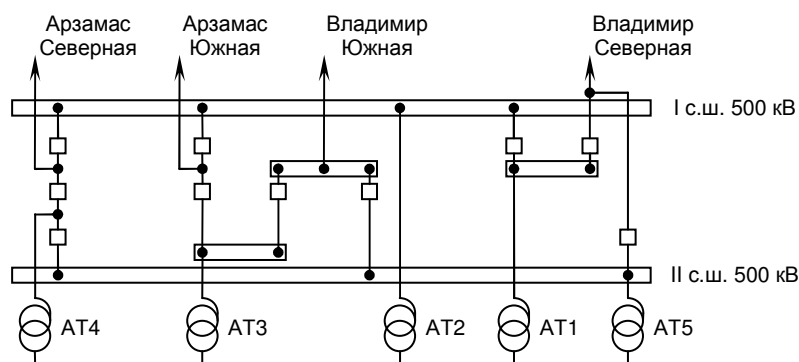 Арзамас Северная
Арзамас Южная
Владимир Южная
Владимир Северная
I с.ш. 500 кВ
II с.ш. 500 кВ
АТ4
АТ3
АТ2
АТ1
АТ5